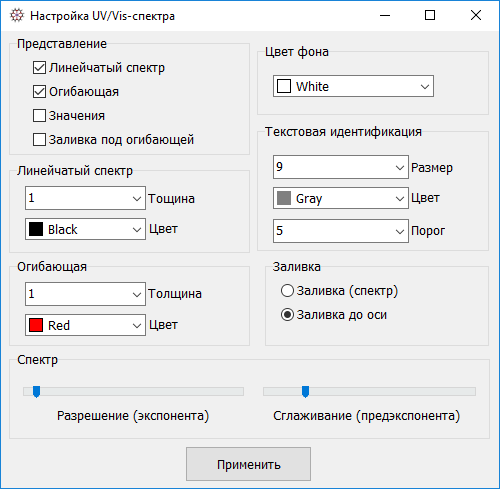 Настройка UV/Vis-спектра
Представление
Линейчатый спектр
Огибающая
Значения
Заливка под огибающей
Цвет фона
White
Текстовая идентификация
9 Размер
Gray Цвет
5 Порог
Линейчатый спектр
1 Тощина
Black Цвет
Огибающая
1 Толщина
Red Цвет
Заливка
Заливка (спектр)
Заливка до оси
Спектр
Разрешение (экспонента) Сглаживание (предэкспонента)
Применить